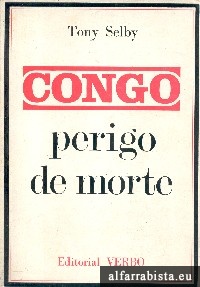 Tony Selby
CONGO
perigo
de morte
Editorial VERBO
alfarrabista.eu